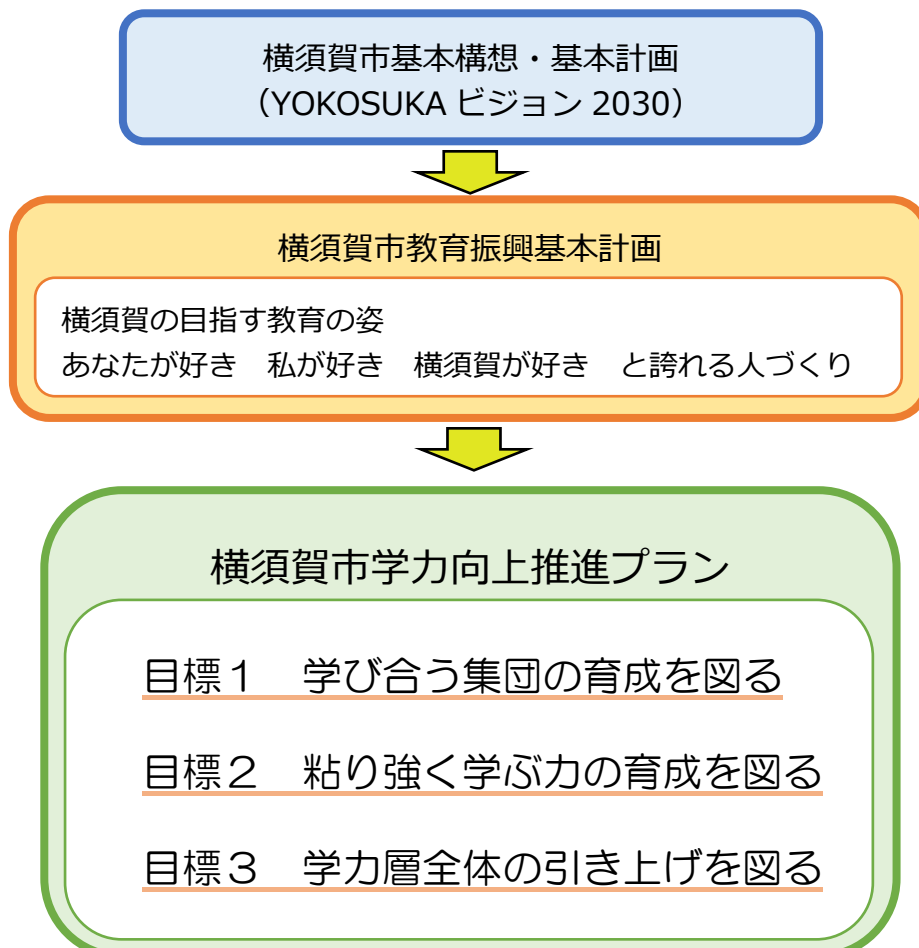 横須賀市基本構想・基本計画
（YOKOSUKA ビジョン 2030）
横須賀市教育振興基本計画
横須賀の目指す教育の姿
あなたが好き　私が好き　横須賀が好き　と誇れる人づくり
横須賀市学力向上推進プラン
目標１　学び合う集団の育成を図る
目標２　粘り強く学ぶ力の育成を図る
目標３　学力層全体の引き上げを図る